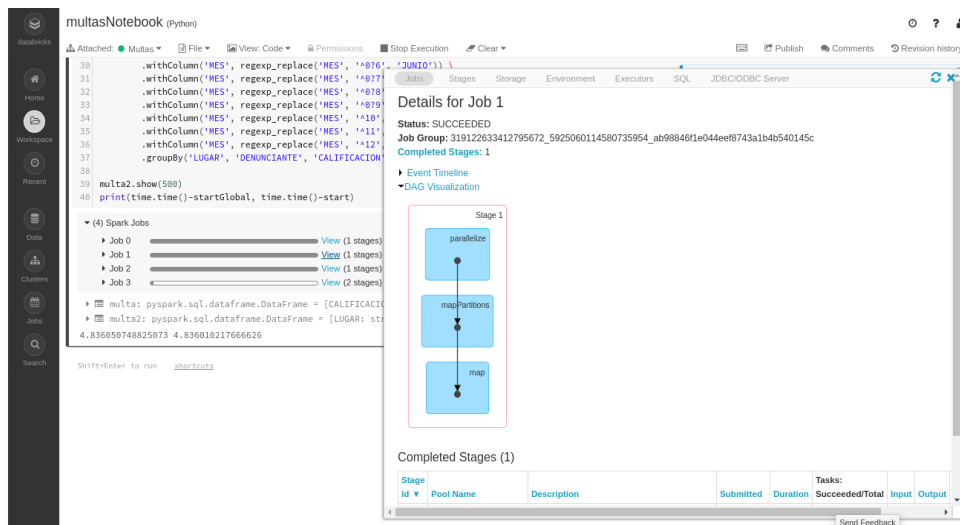 multasNotebook (Python)
databricks
Attached: Multas
File
View: Code
Permissions
Stop Execution
Clear
Publish
Comments
Revision history
Home
Workspace
Recent
Data
Clusters
Jobs
Search
30 .withColumn('MES', regexp_replace('MES', '^0?6', 'JUNIO')) \
31 .withColumn('MES', regexp_replace('MES', '^0?7'
32 .withColumn('MES', regexp_replace('MES', '^0?8'
33 .withColumn('MES', regexp_replace('MES', '^0?9'
34 .withColumn('MES', regexp_replace('MES', '^10',
35 .withColumn('MES', regexp_replace('MES', '^11',
36 .withColumn('MES', regexp_replace('MES', '^12',
37 .groupBy('LUGAR', 'DENUNCIANTE', 'CALIFICACION'
38
39 multa2.show(500)
40 print(time.time()-startGlobal, time.time()-start)
(4) Spark Jobs
Job 0 View (1 stages)
Job 1 View (1 stages)
Job 2 View (1 stages)
Job 3 View (2 stages)
multa: pyspark.sql.dataframe.DataFrame = [CALIFICACIO
multa2: pyspark.sql.dataframe.DataFrame = [LUGAR: str
4.836050748825073 4.836010217666626
Shift+Enter to run shortcuts
Jobs Stages Storage Environment Executors SQL JDBC/ODBC Server
Details for Job 1
Status: SUCCEEDED
Job Group: 319122633412795672_5925060114580735954_ab98846f1e044eef8743a1b4b540145c
Completed Stages: 1
Event Timeline
DAG Visualization
Stage 1
parallelize
mapPartitions
map
Completed Stages (1)
Stage Id ▾
Pool Name
Description
Submitted
Duration
Tasks: Succeeded/Total
Input
Output
Send Feedback